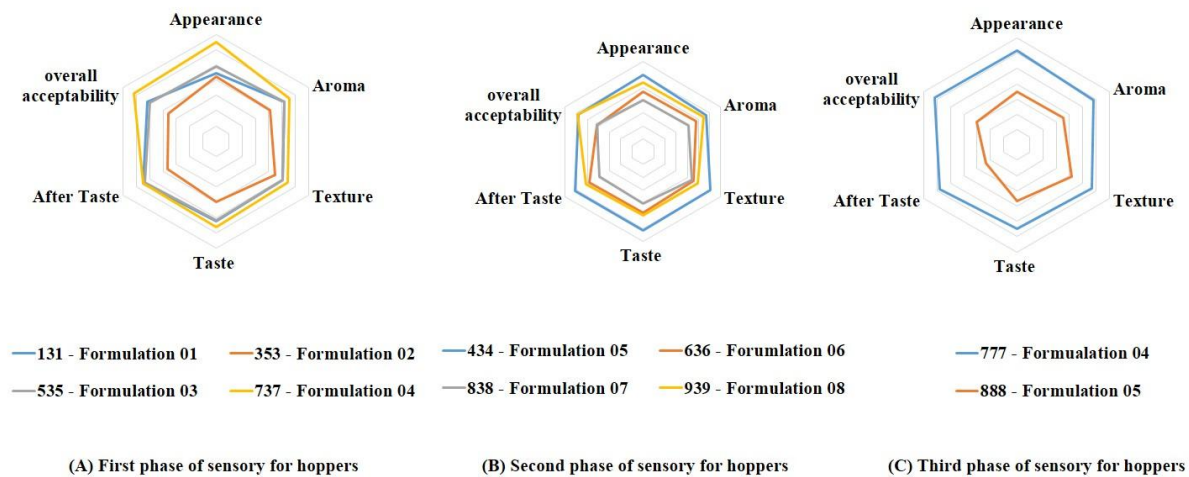 Appearance
Aroma
Texture
Taste
After Taste
overall
acceptability
131 - Formulation 01
353 - Formulation 02
535 - Formulation 03
737 - Formulation 04
(A) First phase of sensory for hoppers
Appearance
Aroma
Texture
Taste
After Taste
overall
acceptability
434 - Formulation 05
636 - Forumlation 06
838 - Formulation 07
939 - Formulation 08
(B) Second phase of sensory for hoppers
Appearance
Aroma
Texture
Taste
After Taste
overall
acceptability
777 - Formualation 04
888 - Formulation 05
(C) Third phase of sensory for hoppers